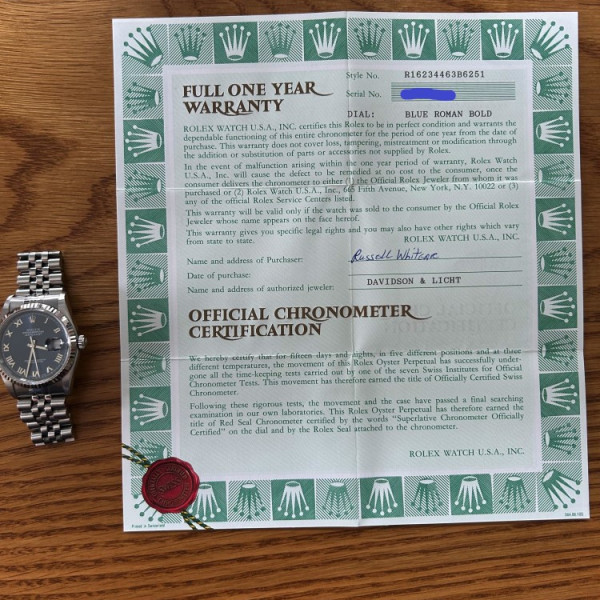 FULL ONE YEAR
WARRANTY
Style No. R16234463B6251
Serial No.
DIAL: BLUE ROMAN BOLD
ROLEX WATCH U.S.A., INC. certifies this Rolex to be in perfect condition and warrants the
dependable functioning of this entire chronometer for the period of one year from the date of
purchase. This warranty does not cover loss, tampering, mistreatment or modification through
the addition or substitution of parts or accessories not supplied by Rolex.
In the event of malfunction arising within the one year period of warranty, Rolex Watch
U.S.A., Inc. will cause the defect to be remedied at no cost to the consumer, once the
consumer delivers the chronometer to either (1) the Official Rolex Jeweler from whom it was
purchased or (2) Rolex Watch U.S.A., Inc., 665 Fifth Avenue, New York, N.Y. 10022 or (3)
any of the official Rolex Service Centers listed.
This warranty will be valid only if the watch was sold to the consumer by the Official Rolex
Jeweler whose name appears on the face hereof.
This warranty gives you specific legal rights and you may also have other rights which vary
from state to state.
ROLEX WATCH U.S.A., INC.
Name and address of Purchaser: Russell
Date of purchase:
Name and address of authorized jeweler: DAVIDSON & LICHT
OFFICIAL CHRONOMETER
CERTIFICATION
We hereby certify that for fifteen days and nights, in five different positions and at three
different temperatures, the movement of this Rolex Oyster Perpetual has successfully under-
gone all the time-keeping tests carried out by one of the seven Swiss Institutes for Official
Chronometer Tests. This movement has therefore earned the title of Officially Certified Swiss
Chronometer.
Following these rigorous tests, the movement and the case have passed a final searching
examination in our own laboratories. This Rolex Oyster Perpetual has therefore earned the
title of Red Seal Chronometer certified by the words "Superlative Chronometer Officially
Certified" on the dial and by the Rolex Seal attached to the chronometer.
ROLEX WATCH U.S.A., INC.
Printed in Switzerland